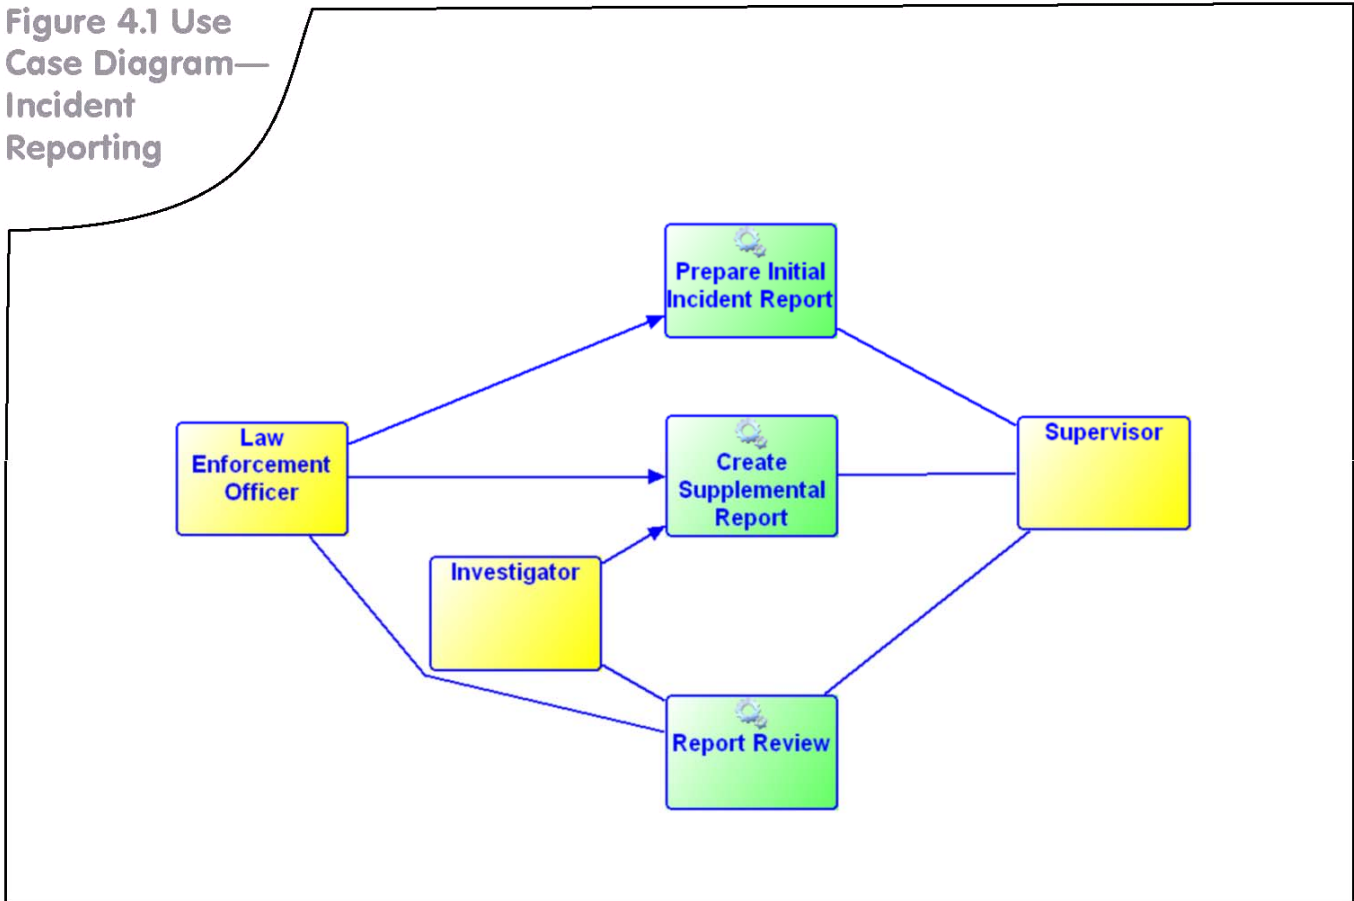 Figure 4.1 Use
Case Diagram—
Incident
Reporting
Prepare Initial
Incident Report
Law
Enforcement
Officer
Create
Supplemental
Report
Supervisor
Investigator
Report Review